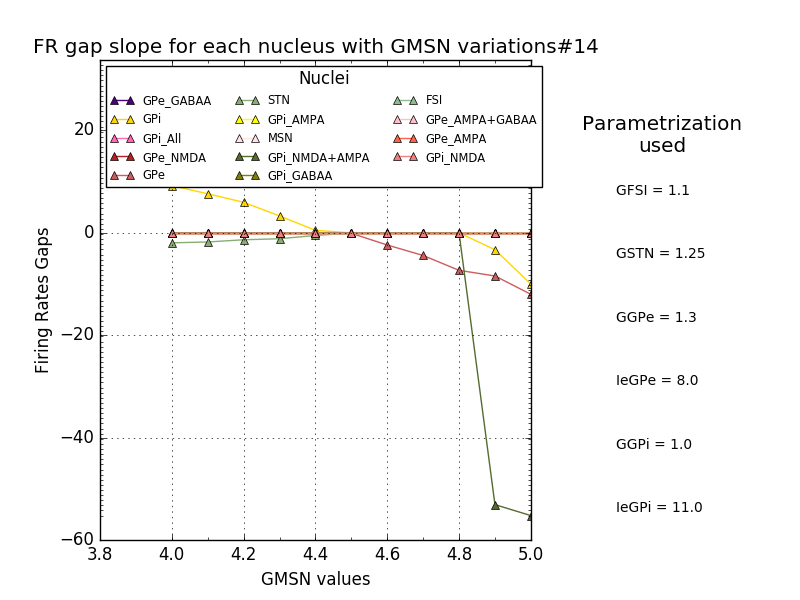 FR gap slope for each nucleus with GMSN variations#14
Nuclei
GPe_GABAA
GPi
GPi_All
GPe_NMDA
GPe
STN
GPi_AMPA
MSN
GPi_NMDA+AMPA
GPi_GABAA
FSI
GPe_AMPA+GABAA
GPe_AMPA
GPi_NMDA
Firing Rates Gaps
20
0
−20
−40
−60
3.8
4.0
4.2
4.4
4.6
4.8
5.0
GMSN values
Parametrization
used
GFSI = 1.1
GSTN = 1.25
GGPe = 1.3
IeGPe = 8.0
GGPi = 1.0
IeGPi = 11.0